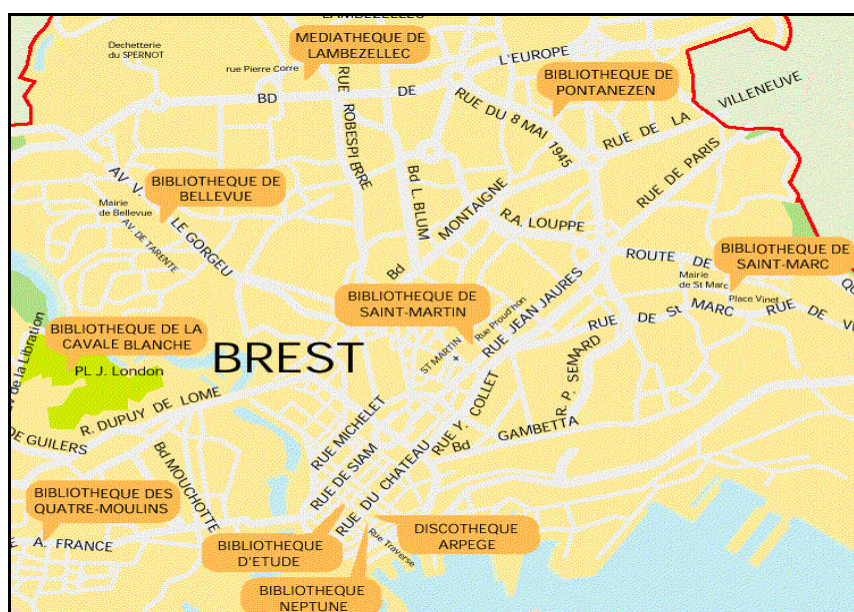 LAMBEZELLEC
MEDIATHEQUE DE
LAMBEZELLEC
Dechetterie
du SPERNOT
rue Pierre Corre
L'EUROPE
BIBLIOTHEQUE DE
PONTANEZEN
BD DE
RUE ROBESPIERRE
RUE DU 8 MAI 1945
RUE DE LA VILLENEUVE
RUE DE PARIS
AV V. LE GORGEU
BIBLIOTHEQUE DE
BELLEVUE
Mairie
de Bellevue
AV. DE TARENTE
Bd L. BLUM
Bd MONTAIGNE
R.A. LOUPPE
ROUTE DE
BIBLIOTHEQUE DE
SAINT-MARC
Mairie
de St Marc
Place Vinet
BIBLIOTHEQUE DE
SAINT-MARTIN
Rue Proud'hon
RUE JEAN JAURES
ST MARTIN
+
RUE DE St MARC
RUE DE
de la Libration
BIBLIOTHEQUE DE LA
CAVALE BLANCHE
PL J. London
BREST
R. P. SEMARD
R. DUPUY DE LOME
DE GUILERS
Bd MOUCHOTTE
RUE MICHELET
RUE DE SIAM
RUE DU CHATEAU
RUE Y. COLLET
Bd GAMBETTA
BIBLIOTHEQUE DES
QUATRE-MOULINS
A. FRANCE
BIBLIOTHEQUE
D'ETUDE
Rue Traverse
DISCOTHEQUE
ARPEGE
BIBLIOTHEQUE
NEPTUNE